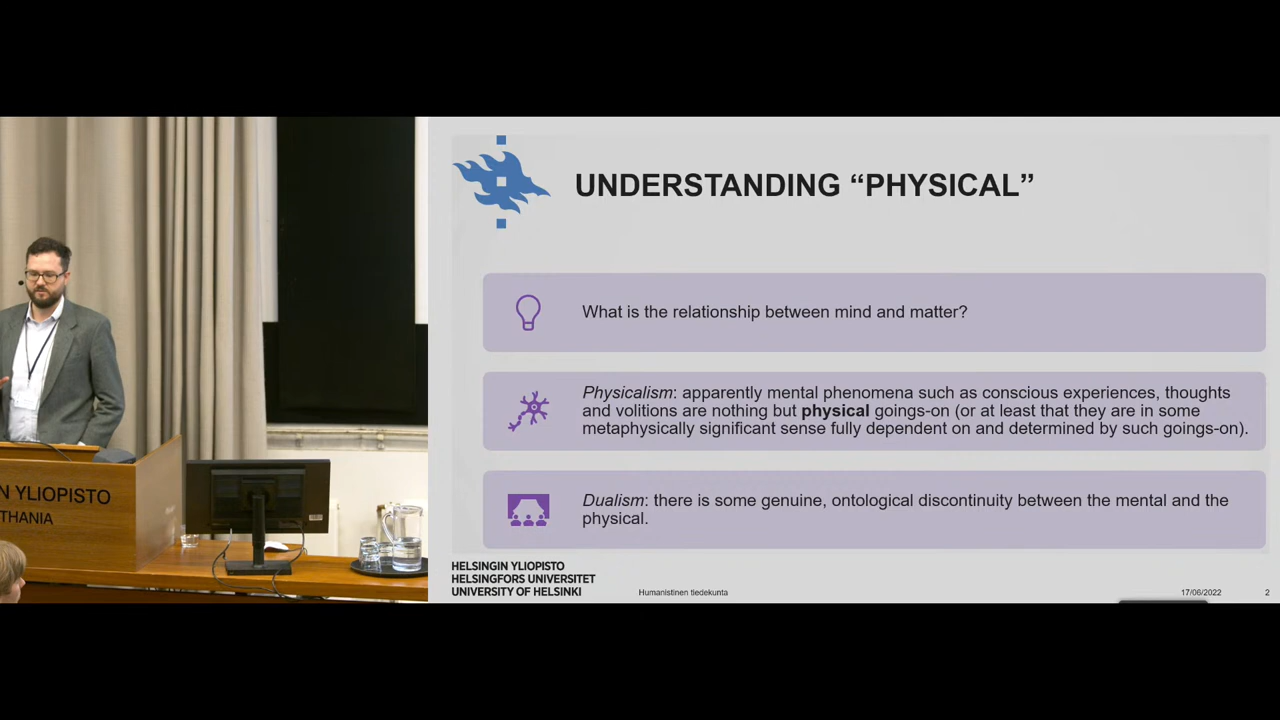 UNDERSTANDING “PHYSICAL”
What is the relationship between mind and matter?
Physicalism: apparently mental phenomena such as conscious experiences, thoughts
and volitions are nothing but physical goings-on (or at least that they are in some
metaphysically significant sense fully dependent on and determined by such goings-on).
Dualism: there is some genuine, ontological discontinuity between the mental and the
physical.
HELSINGIN YLIOPISTO
HELSINGFORS UNIVERSITET
UNIVERSITY OF HELSINKI
Humanistinen tiedekunta
17/06/2022
2
N YLIOPISTO
THANIA